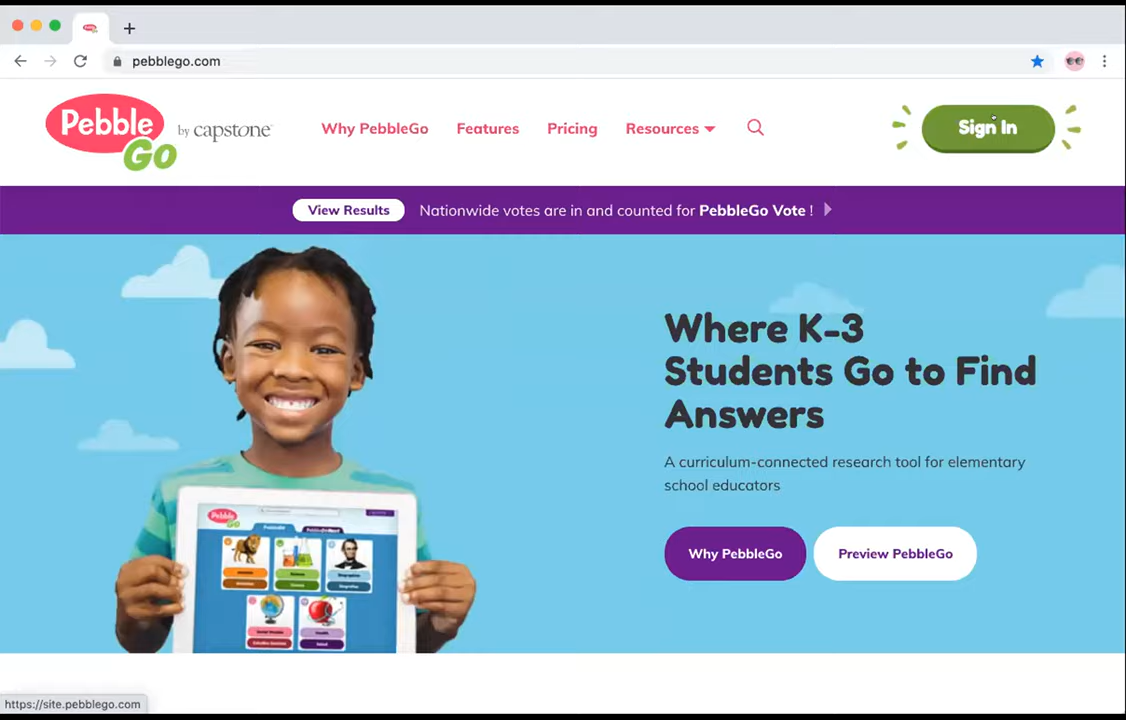 pebblego.com
Pebble Go by capstone
Why PebbleGo Features Pricing Resources
Sign In
View Results Nationwide votes are in and counted for PebbleGo Vote !
Where K-3
Students Go to Find
Answers
A curriculum-connected research tool for elementary
school educators
Why PebbleGo Preview PebbleGo
Pebble Go
https://site.pebblego.com